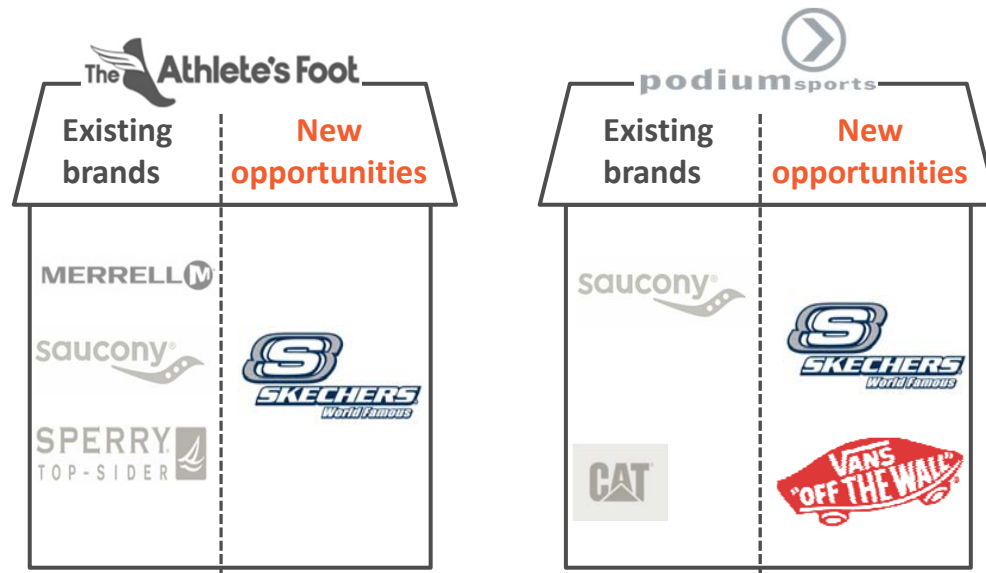 The Athlete's Foot
Existing
brands
New
opportunities
MERRELL M
saucony®
SPERRY
TOP-SIDER
S
SKECHERS
World Famous
podiumsports
Existing
brands
New
opportunities
saucony®
CAT
S
SKECHERS
World Famous
VANS
"OFF THE WALL"